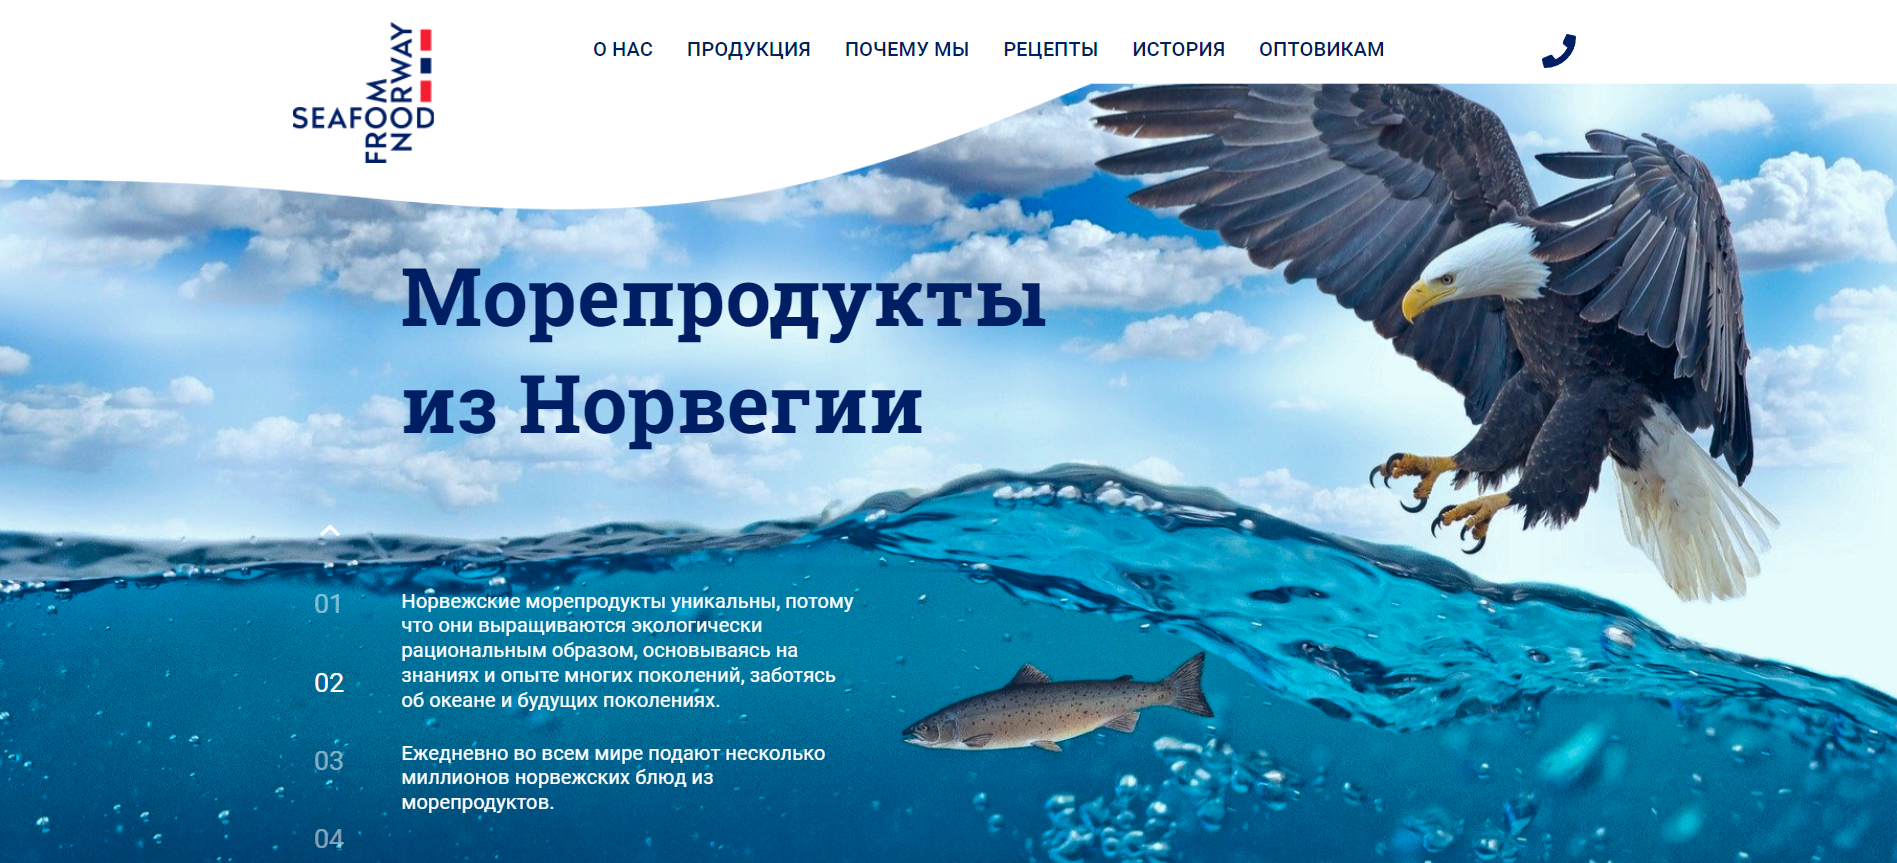 SEAFOOD
FROM
NORWAY
О НАС
ПРОДУКЦИЯ
ПОЧЕМУ МЫ
РЕЦЕПТЫ
ИСТОРИЯ
ОПТОВИКАМ
Морепродукты
из Норвегии
01
02
03
04
Норвежские морепродукты уникальны, потому
что они выращиваются экологически
рациональным образом, основываясь на
знаниях и опыте многих поколений, заботясь
об океане и будущих поколениях.
Ежедневно во всем мире подают несколько
миллионов норвежских блюд из
морепродуктов.